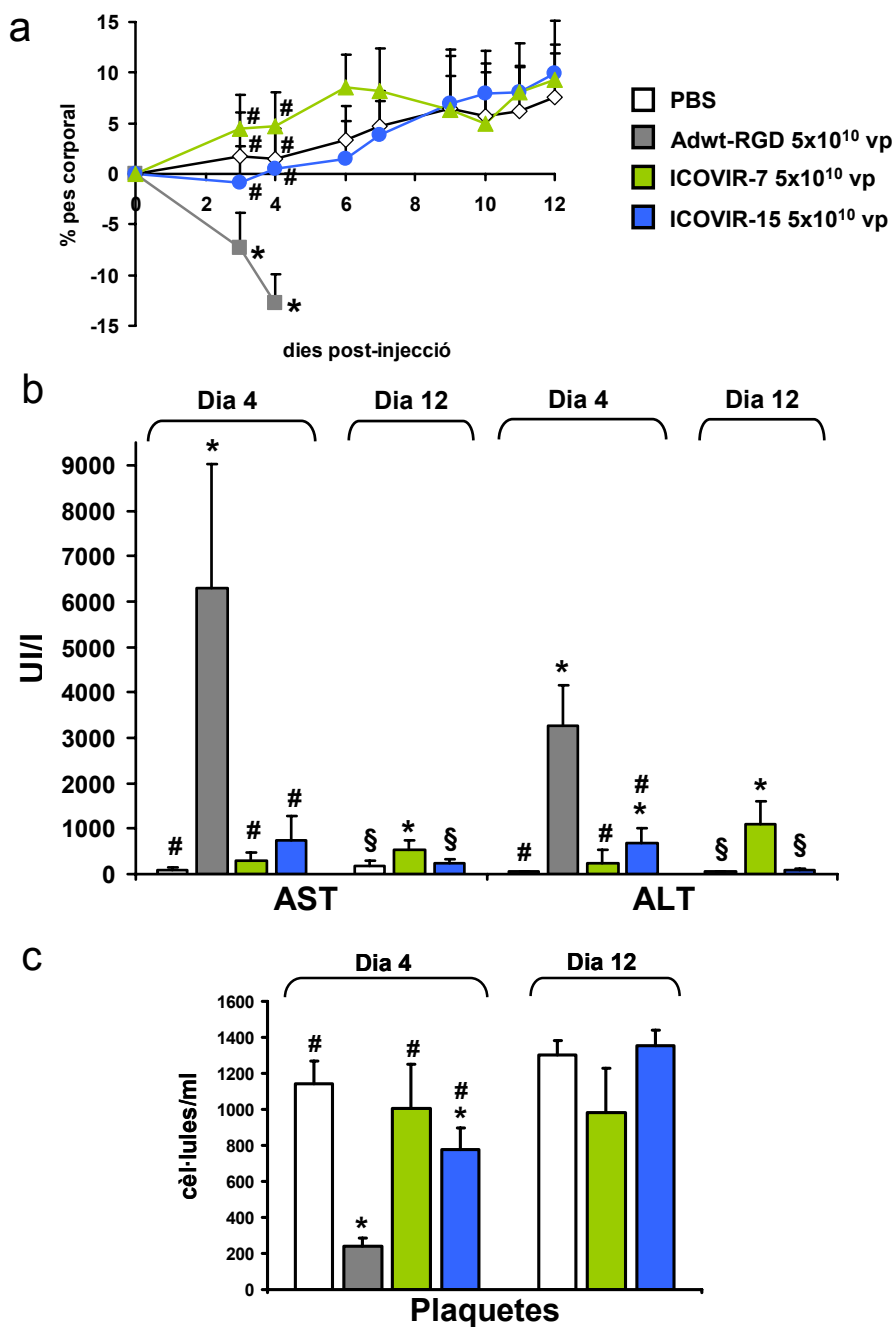 a
% pes corporal
15
10
5
0
-5
-10
-15
0 2 4 6 8 10 12
# #
# #
# #
*
*
dies post-injecció
PBS
Adwt-RGD 5x10¹⁰ vp
ICOVIR-7 5x10¹⁰ vp
ICOVIR-15 5x10¹⁰ vp
b
Dia 4 Dia 12 Dia 4 Dia 12
UI/l
9000
8000
7000
6000
5000
4000
3000
2000
1000
0
# * # # § * § # * # # * § * §
AST ALT
c
Dia 4 Dia 12
cèl·lules/ml
1600
1400
1200
1000
800
600
400
200
0
# * # # *
Plaquetes